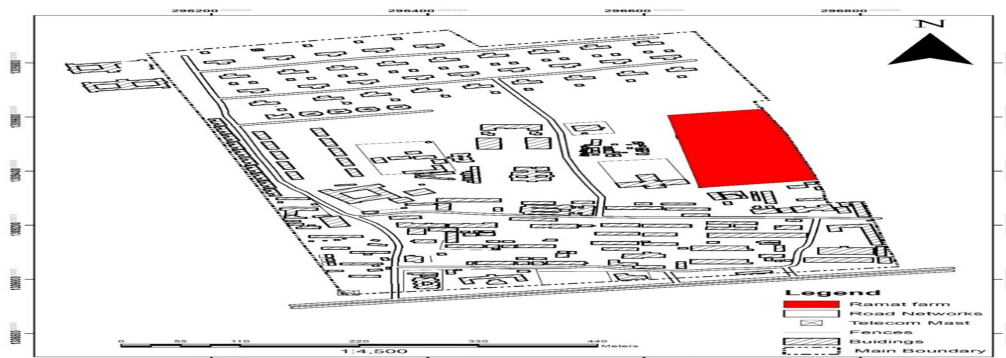 296200 296400 296600 296800
N
Legend
Ramat farm
Road Networks
Telecom Mast
Fences
Buidings
Main Boundary
0 55 110 220 330 440
Meters
1:4,500